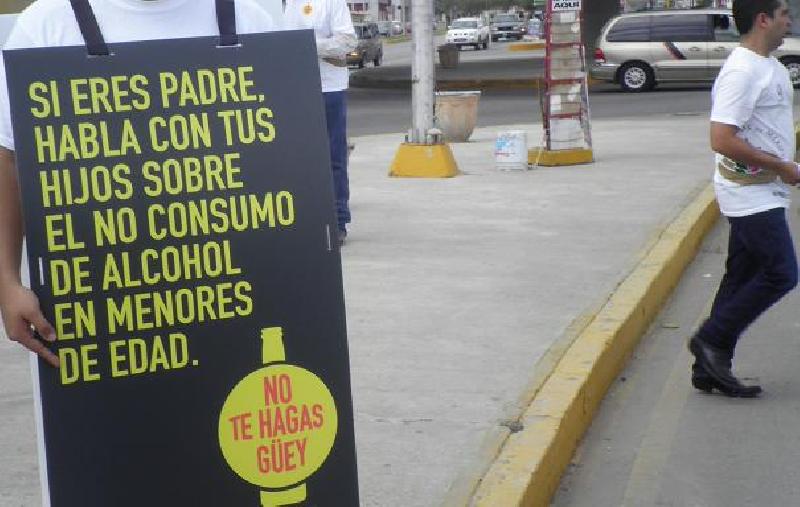 SI ERES PADRE,
HABLA CON TUS
HIJOS SOBRE
EL NO CONSUMO
DE ALCOHOL
EN MENORES
DE EDAD.
NO
TE HAGAS
GÜEY
AQUI